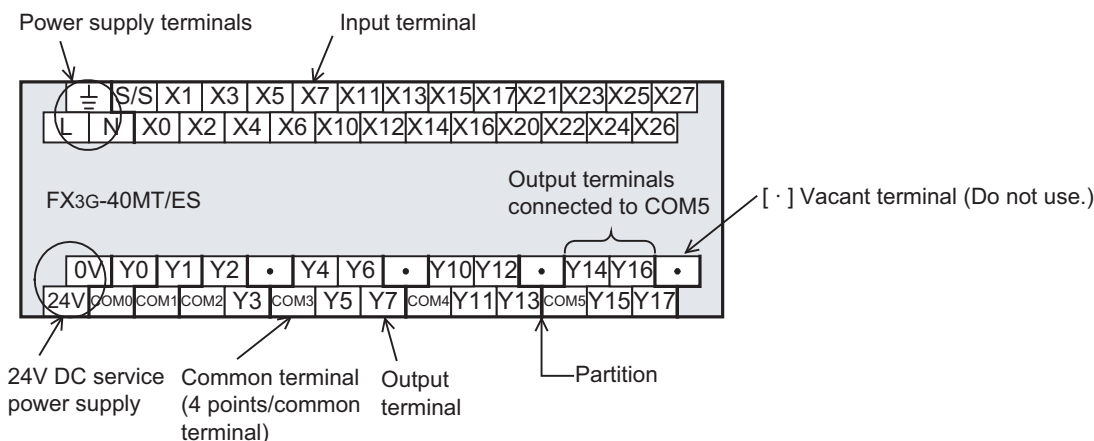 Power supply terminals
Input terminal
S/S X1 X3 X5 X7 X11 X13 X15 X17 X21 X23 X25 X27
L N X0 X2 X4 X6 X10 X12 X14 X16 X20 X22 X24 X26
FX3G-40MT/ES
Output terminals
connected to COM5
[ · ] Vacant terminal (Do not use.)
0V Y0 Y1 Y2 • Y4 Y6 • Y10 Y12 • Y14 Y16 •
24V COM0 COM1 COM2 Y3 COM3 Y5 Y7 COM4 Y11 Y13 COM5 Y15 Y17
24V DC service
power supply
Common terminal
(4 points/common
terminal)
Output
terminal
Partition